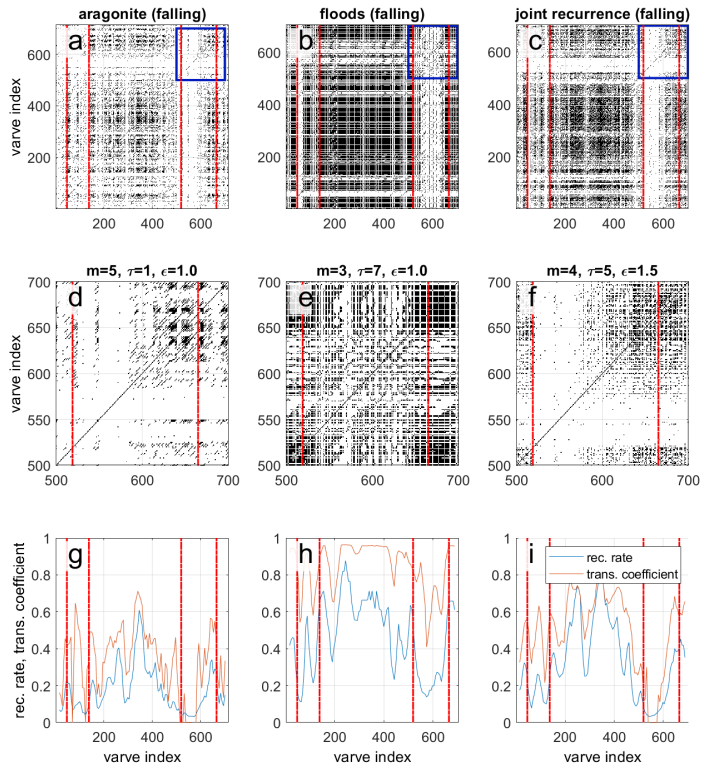 aragonite (falling)
floods (falling)
joint recurrence (falling)
a
b
c
varve index
600
400
200
200 400 600
200 400 600
200 400 600
600
400
200
600
400
200
m=5, τ=1, ϵ=1.0
m=3, τ=7, ϵ=1.0
m=4, τ=5, ϵ=1.5
d
e
f
varve index
700
650
600
550
500
500 600 700
700
650
600
550
500
500 600 700
700
650
600
550
500
500 600 700
g
h
i
rec. rate, trans. coefficient
1
0.8
0.6
0.4
0.2
0
200 400 600
varve index
1
0.8
0.6
0.4
0.2
0
200 400 600
varve index
1
0.8
0.6
0.4
0.2
0
200 400 600
varve index
rec. rate
trans. coefficient